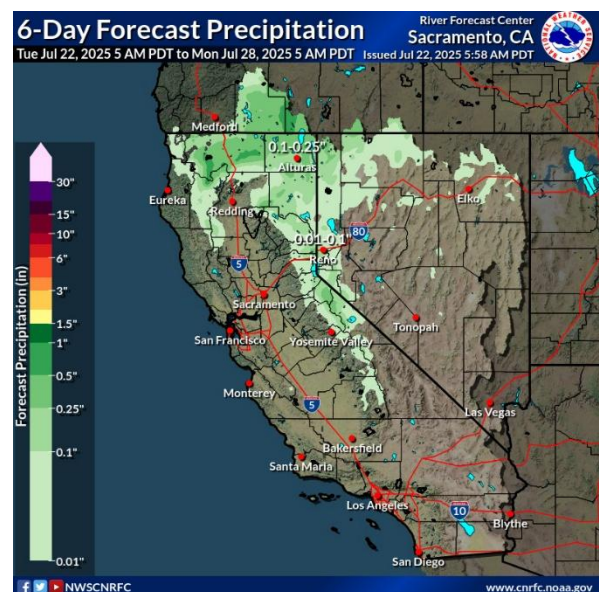 6-Day Forecast Precipitation
Tue Jul 22, 2025 5 AM PDT to Mon Jul 28, 2025 5 AM PDT
River Forecast Center
Sacramento, CA
Issued Jul 22, 2025 5:58 AM PDT
Medford
0.1-0.25"
Alturas
Eureka
Redding
Elko
80
0.01-0.1"
Reno
5
Sacramento
San Francisco
Yosemite Valley
Tonopah
Monterey
5
Las Vegas
Bakersfield
Santa Maria
Los Angeles
10
Blythe
San Diego
Forecast Precipitation (in)
30"
15"
10"
6"
3"
1.5"
1"
0.5"
0.25"
0.1"
0.01"
NWSCNRFC
www.cnrfc.noaa.gov